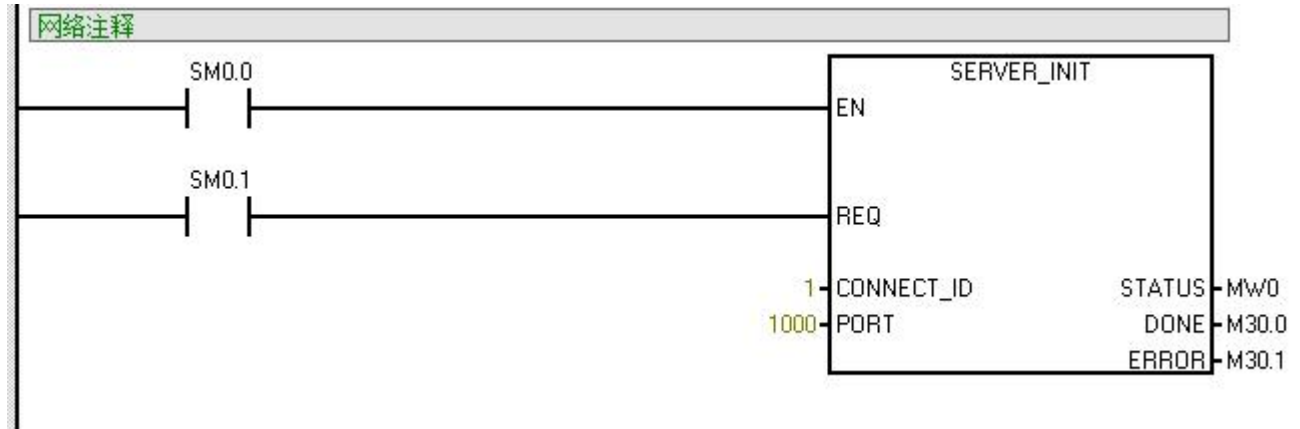 网络注释
SM0.0
SERVER_INIT
EN
SM0.1
REQ
1 CONNECT_ID STATUS MW0
1000 PORT DONE M30.0
ERROR M30.1